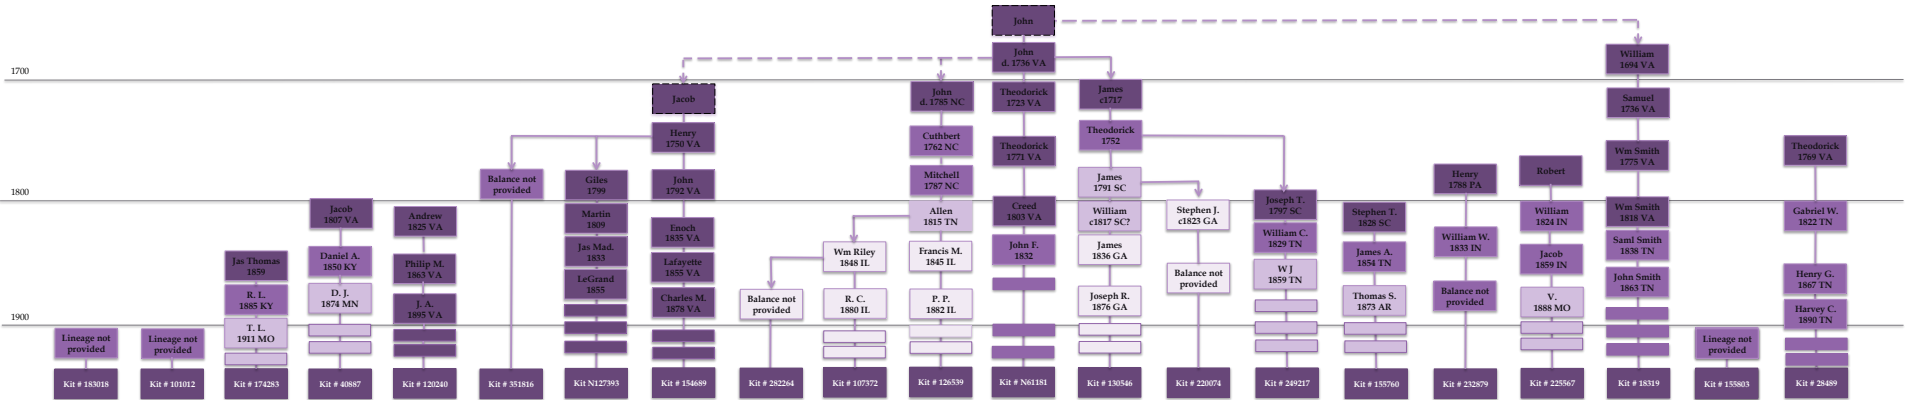 John
John
d. 1736 VA
William
1694 VA
1700
Jacob
John
d. 1785 NC
Theodorick
1723 VA
James
c1717
Samuel
1736 VA
Henry
1750 VA
Cuthbert
1762 NC
Theodorick
1771 VA
Theodorick
1752
Wm Smith
1775 VA
Theodorick
1769 VA
Balance not
provided
Giles
1799
John
1792 VA
Mitchell
1787 NC
James
1791 SC
Henry
1788 PA
Robert
1800
Jacob
1807 VA
Andrew
1825 VA
Martin
1809
Enoch
1835 VA
Allen
1815 TN
Creed
1803 VA
William
c1817 SC?
Stephen J.
c1823 GA
Joseph T.
1797 SC
Stephen T.
1828 SC
William
1824 IN
Wm Smith
1818 VA
Gabriel W.
1822 TN
Jas Thomas
1859
Daniel A.
1850 KY
Philip M.
1863 VA
Jas Mad.
1833
Lafayette
1855 VA
Wm Riley
1848 IL
Francis M.
1845 IL
John F.
1832
James
1836 GA
Balance not
provided
William C.
1829 TN
James A.
1854 TN
William W.
1833 IN
Jacob
1859 IN
Saml Smith
1838 TN
Henry G.
1867 TN
R. L.
1885 KY
D. J.
1874 MN
J. A.
1895 VA
LeGrand
1855
Charles M.
1878 VA
Balance not
provided
R. C.
1880 IL
P. P.
1882 IL
Joseph R.
1876 GA
W J
1859 TN
Thomas S.
1873 AR
Balance not
provided
V.
1888 MO
John Smith
1863 TN
Harvey C.
1890 TN
1900
Lineage not
provided
Lineage not
provided
T. L.
1911 MO
Lineage not
provided
Kit # 183018
Kit # 101012
Kit # 174283
Kit # 40887
Kit # 120240
Kit # 351816
Kit N127393
Kit # 154689
Kit # 282264
Kit # 107372
Kit # 126539
Kit # N61181
Kit # 130546
Kit # 220074
Kit # 249217
Kit # 155760
Kit # 232879
Kit # 225567
Kit # 18319
Kit # 155803
Kit # 28489